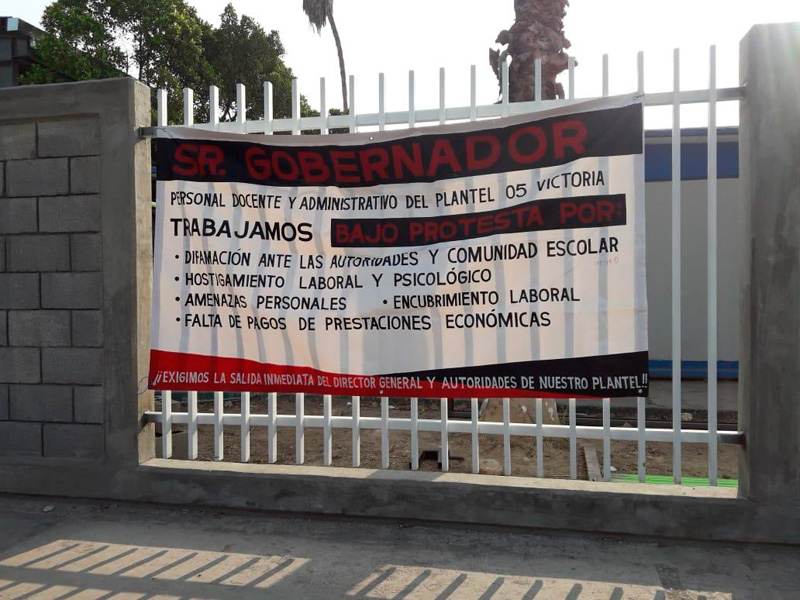 SR. GOBERNADOR
PERSONAL DOCENTE Y ADMINISTRATIVO DEL PLANTEL 05 VICTORIA
TRABAJAMOS BAJO PROTESTA POR:
• DIFAMACIÓN ANTE LAS AUTORIDADES Y COMUNIDAD ESCOLAR
• HOSTIGAMIENTO LABORAL Y PSICOLÓGICO
• AMENAZAS PERSONALES • ENCUBRIMIENTO LABORAL
• FALTA DE PAGOS DE PRESTACIONES ECONÓMICAS
¡¡EXIGIMOS LA SALIDA INMEDIATA DEL DIRECTOR GENERAL Y AUTORIDADES DE NUESTRO PLANTEL!!